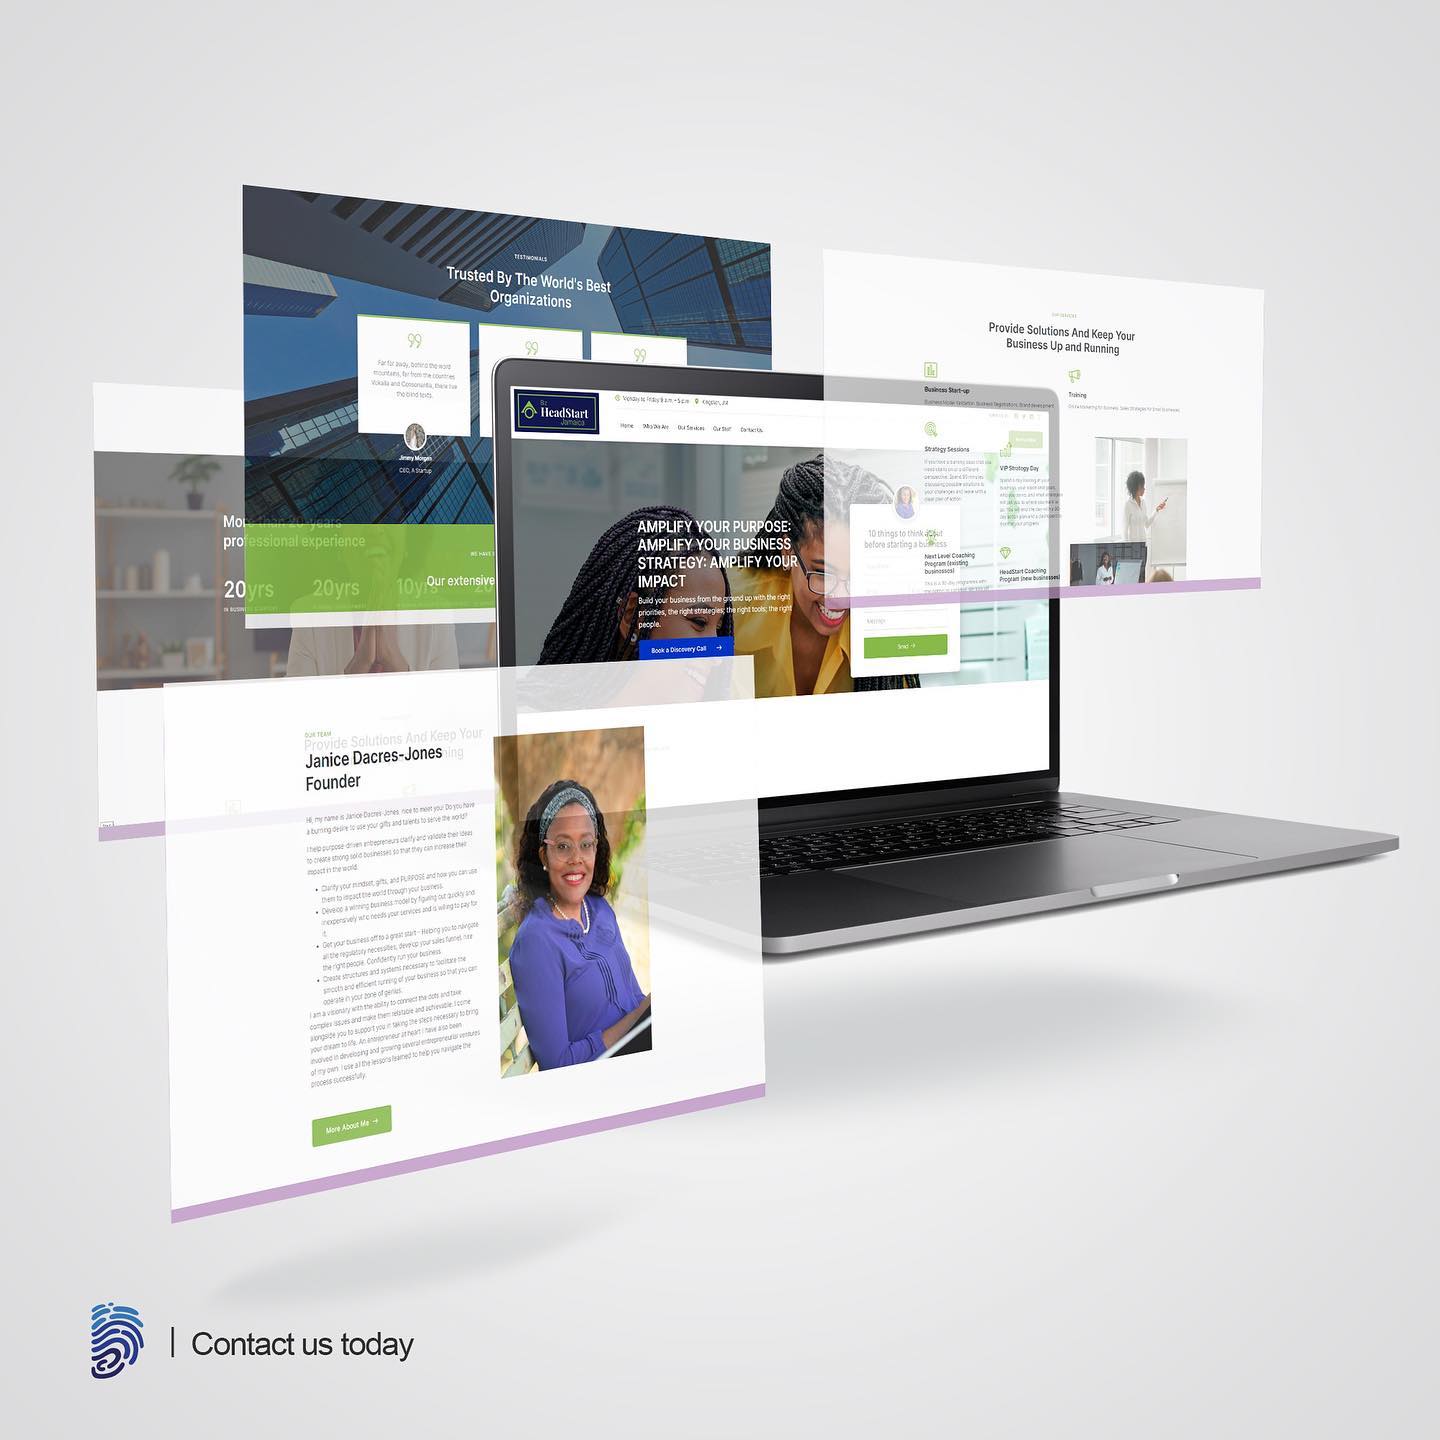 TESTIMONIALS
Trusted By The World's Best
Organizations
Far far away, behind the word
mountains, far from the countries
Vokalia and Consonantia, there live
the blind texts.
Jimmy Morgan
CEO, A Startup
OUR SERVICES
Provide Solutions And Keep Your
Business Up and Running
Business Start-up
Training
Strategy Sessions
VIP Strategy Day
Next Level Coaching
Program (existing
businesses)
HeadStart Coaching
Program (new businesses)
Biz
HeadStart
Jamaica
Monday to Friday 9 a.m. - 5 p.m.
Kingston, JM
Home
Who We Are
Our Services
Our Staff
Contact Us
AMPLIFY YOUR PURPOSE:
AMPLIFY YOUR BUSINESS
STRATEGY: AMPLIFY YOUR
IMPACT
Build your business from the ground up with the right
priorities, the right strategies; the right tools; the right
people.
Book a Discovery Call
10 things to think about
before starting a business
Message
Send
More than 20 years
professional experience
20yrs
20yrs
10yrs
20
WE HAVE
Our extensive
OUR TEAM
Provide Solutions And Keep Your
Janice Dacres-Jones
Founder
Hi, my name is Janice Dacres-Jones, nice to meet you! Do you have
a burning desire to use your gifts and talents to serve the world?
I help purpose-driven entrepreneurs clarify and validate their ideas
to create strong solid businesses so that they can increase their
impact in the world.
Clarify your mindset, gifts, and PURPOSE and how you can use
them to impact the world through your business.
Develop a winning business model by figuring out quickly and
inexpensively who needs your services and is willing to pay for
it.
Get your business off to a great start – Helping you to navigate
all the regulatory necessities, develop your sales funnel, hire
the right people. Confidently run your business.
Create structures and systems necessary to facilitate the
smooth and efficient running of your business so that you can
operate in your zone of genius.
I am a visionary with the ability to connect the dots and take
complex issues and make them relatable and achievable. I come
alongside you to support you in taking the steps necessary to bring
your dream to life. An entrepreneur at heart I have also been
involved in developing and growing several entrepreneurial ventures
of my own. I use all the lessons learned to help you navigate the
process successfully.
More About Me
Contact us today